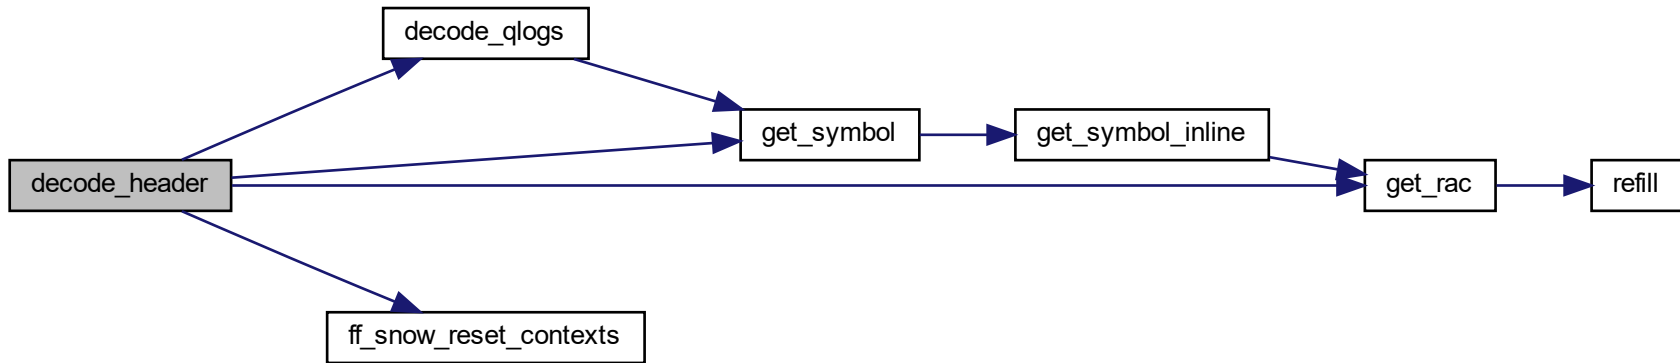 decode_qlogs
get_symbol
get_symbol_inline
decode_header
get_rac
refill
ff_snow_reset_contexts